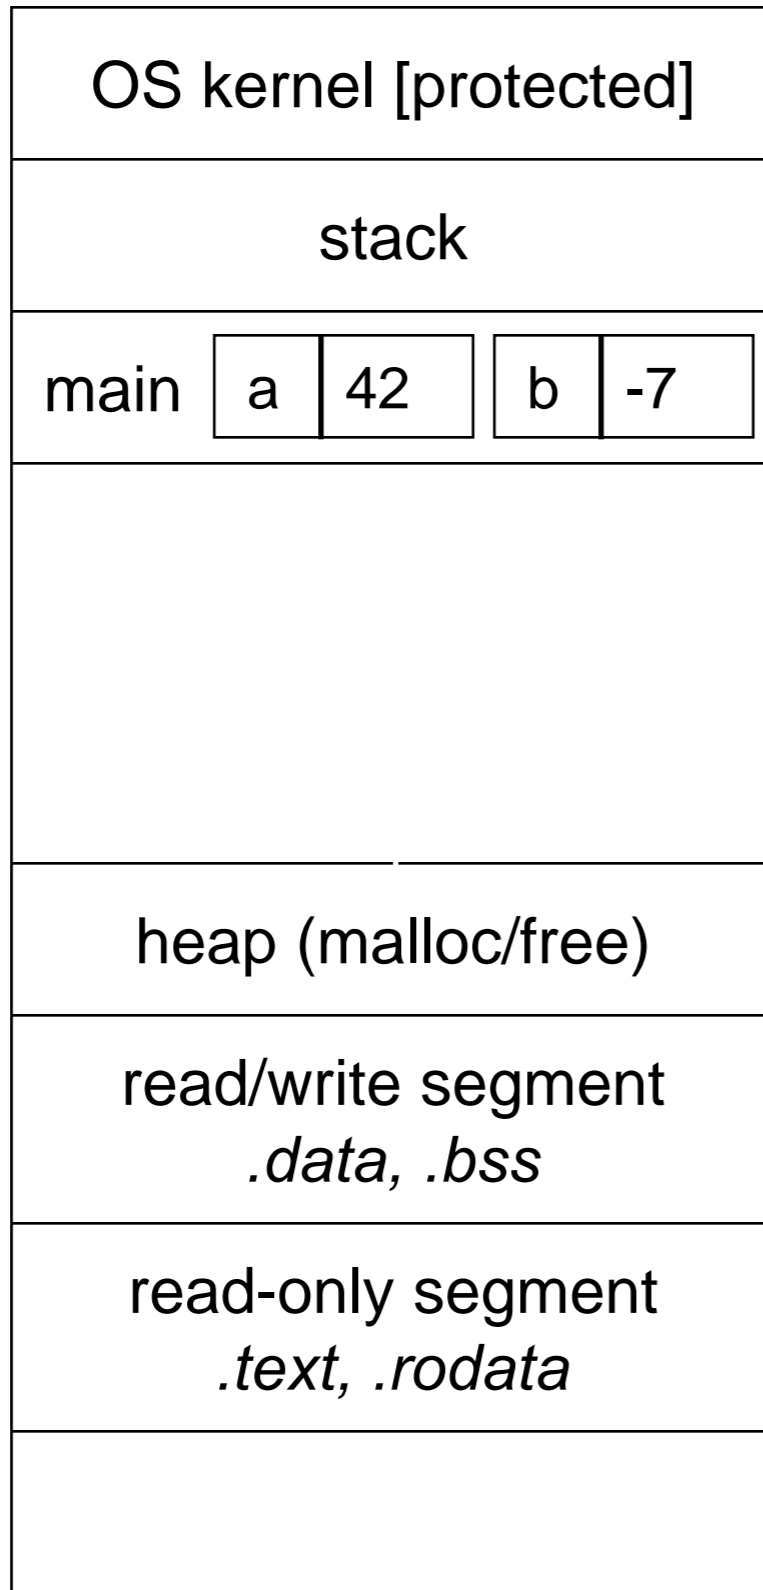 OS kernel [protected]
stack
main a 42 b -7
heap (malloc/free)
read/write segment
.data, .bss
read-only segment
.text, .rodata